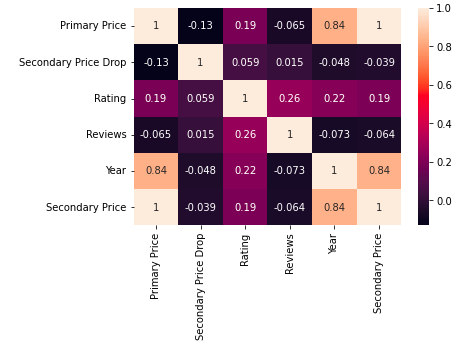 Primary Price 1 -0.13 0.19 -0.065 0.84 1
Secondary Price Drop -0.13 1 0.059 0.015 -0.048 -0.039
Rating 0.19 0.059 1 0.26 0.22 0.19
Reviews -0.065 0.015 0.26 1 -0.073 -0.064
Year 0.84 -0.048 0.22 -0.073 1 0.84
Secondary Price 1 -0.039 0.19 -0.064 0.84 1
Primary Price
Secondary Price Drop
Rating
Reviews
Year
Secondary Price
1.0
0.8
0.6
0.4
0.2
0.0